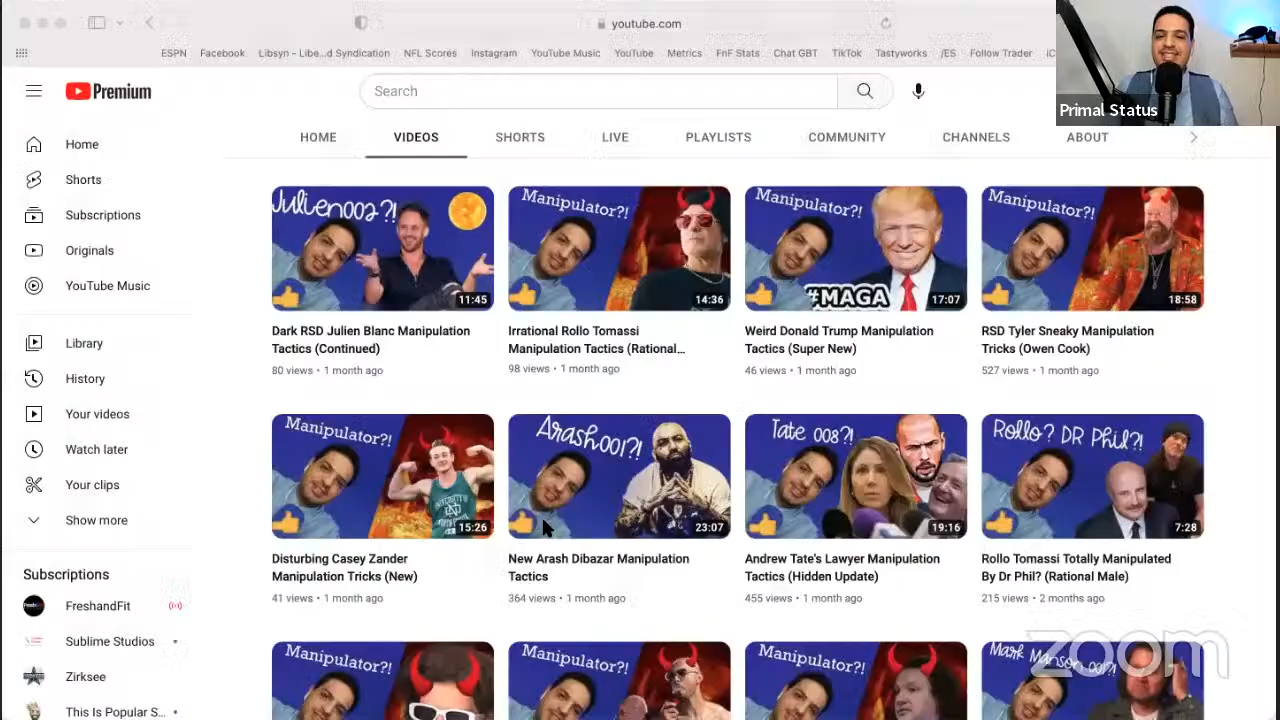 youtube.com
ESPN Facebook Libsyn – Libe...d Syndication NFL Scores Instagram YouTube Music YouTube Metrics FnF Stats Chat GBT TikTok Tastyworks /ES Follow Trader
Primal Status
Premium
Search
HOME VIDEOS SHORTS LIVE PLAYLISTS COMMUNITY CHANNELS ABOUT
Home
Shorts
Subscriptions
Originals
YouTube Music
Library
History
Your videos
Watch later
Your clips
Show more
Subscriptions
FreshandFit
Sublime Studios
Zirksee
This Is Popular S...
Julien002?!
11:45
Dark RSD Julien Blanc Manipulation
Tactics (Continued)
80 views • 1 month ago
Manipulator?!
14:36
Irrational Rollo Tomassi
Manipulation Tactics (Rational...
98 views • 1 month ago
Manipulator?!
#MAGA
17:07
Weird Donald Trump Manipulation
Tactics (Super New)
46 views • 1 month ago
Manipulator?!
18:58
RSD Tyler Sneaky Manipulation
Tricks (Owen Cook)
527 views • 1 month ago
Manipulator?!
15:26
Disturbing Casey Zander
Manipulation Tricks (New)
41 views • 1 month ago
Arash001?!
23:07
New Arash Dibazar Manipulation
Tactics
364 views • 1 month ago
Tate 008?!
19:16
Andrew Tate's Lawyer Manipulation
Tactics (Hidden Update)
455 views • 1 month ago
Rollo? DR Phil?!
7:28
Rollo Tomassi Totally Manipulated
By Dr Phil? (Rational Male)
215 views • 2 months ago
Manipulator?!
Manipulator?!
Manipulator?!
Mark Manson 001?!
zoom